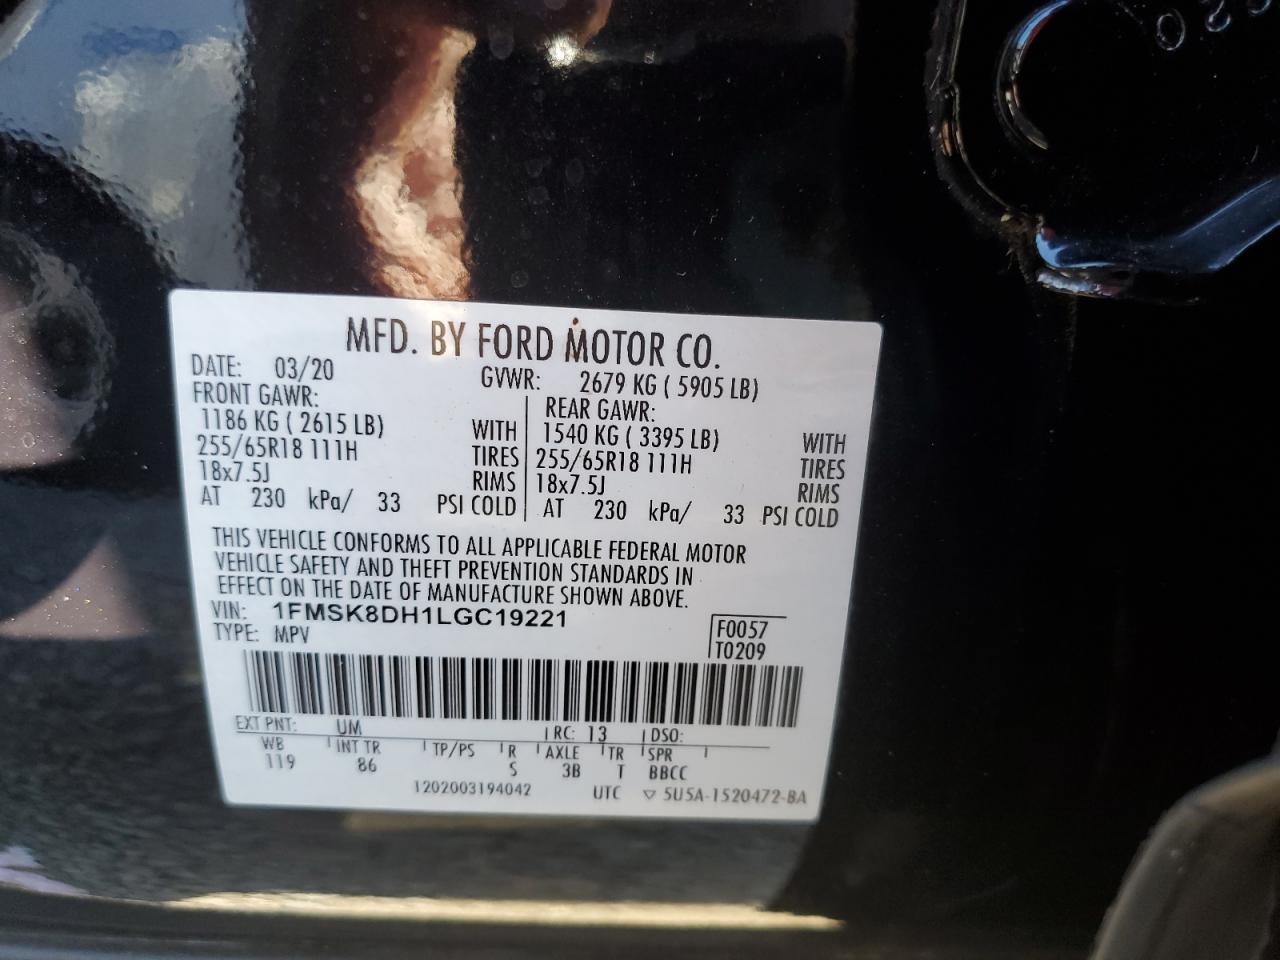 020
MFD. BY FORD MOTOR CO.
DATE: 03/20 GVWR: 2679 KG ( 5905 LB)
FRONT GAWR: REAR GAWR:
1186 KG ( 2615 LB) WITH 1540 KG ( 3395 LB) WITH
255/65R18 111H TIRES 255/65R18 111H TIRES
18x7.5J RIMS 18x7.5J RIMS
AT 230 kPa/ 33 PSI COLD AT 230 kPa/ 33 PSI COLD
THIS VEHICLE CONFORMS TO ALL APPLICABLE FEDERAL MOTOR
VEHICLE SAFETY AND THEFT PREVENTION STANDARDS IN
EFFECT ON THE DATE OF MANUFACTURE SHOWN ABOVE.
VIN: 1FMSK8DH1LGC19221
TYPE: MPV F0057
T0209
EXT PNT: UM RC: 13 DSO:
WB INT TR TP/PS R AXLE TR SPR
119 86 S 3B T BBCC
1202003194042 UTC ▽ 5U5A-1520472-BA